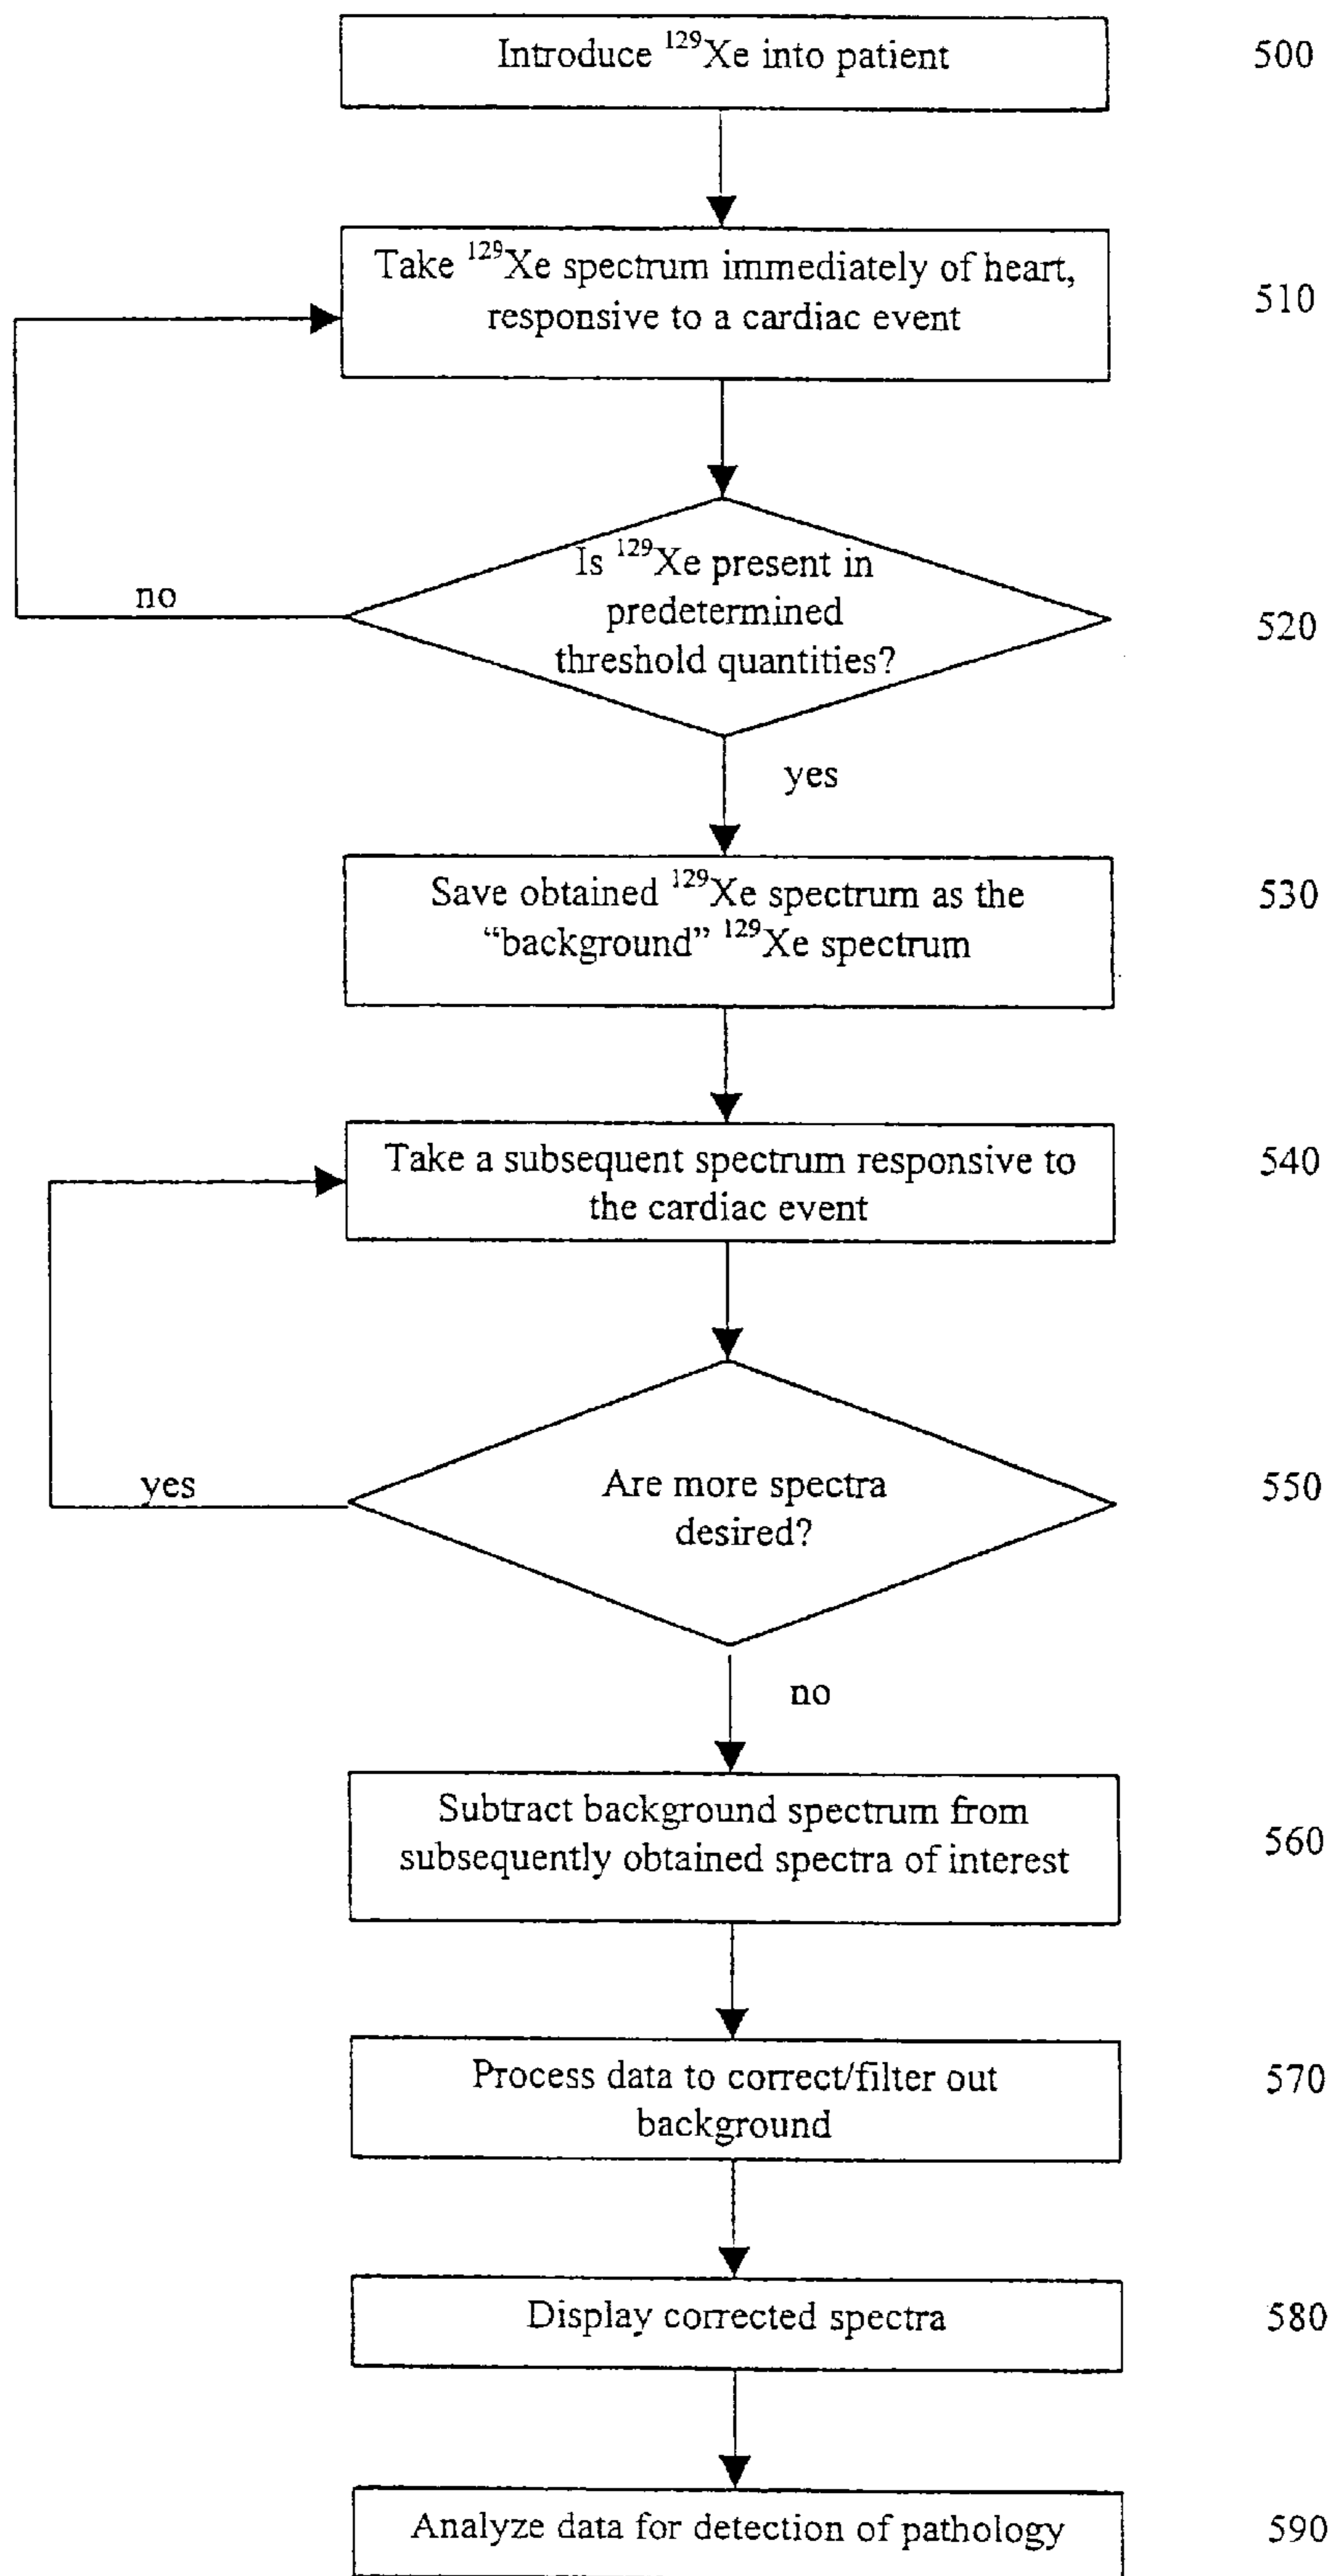 Introduce ¹²⁹Xe into patient 500
Take ¹²⁹Xe spectrum immediately of heart,
responsive to a cardiac event
510
Is ¹²⁹Xe present in
predetermined
threshold quantities?
520
no
yes
Save obtained ¹²⁹Xe spectrum as the
“background” ¹²⁹Xe spectrum
530
Take a subsequent spectrum responsive to
the cardiac event
540
Are more spectra
desired?
550
yes
no
Subtract background spectrum from
subsequently obtained spectra of interest
560
Process data to correct/filter out
background
570
Display corrected spectra 580
Analyze data for detection of pathology 590